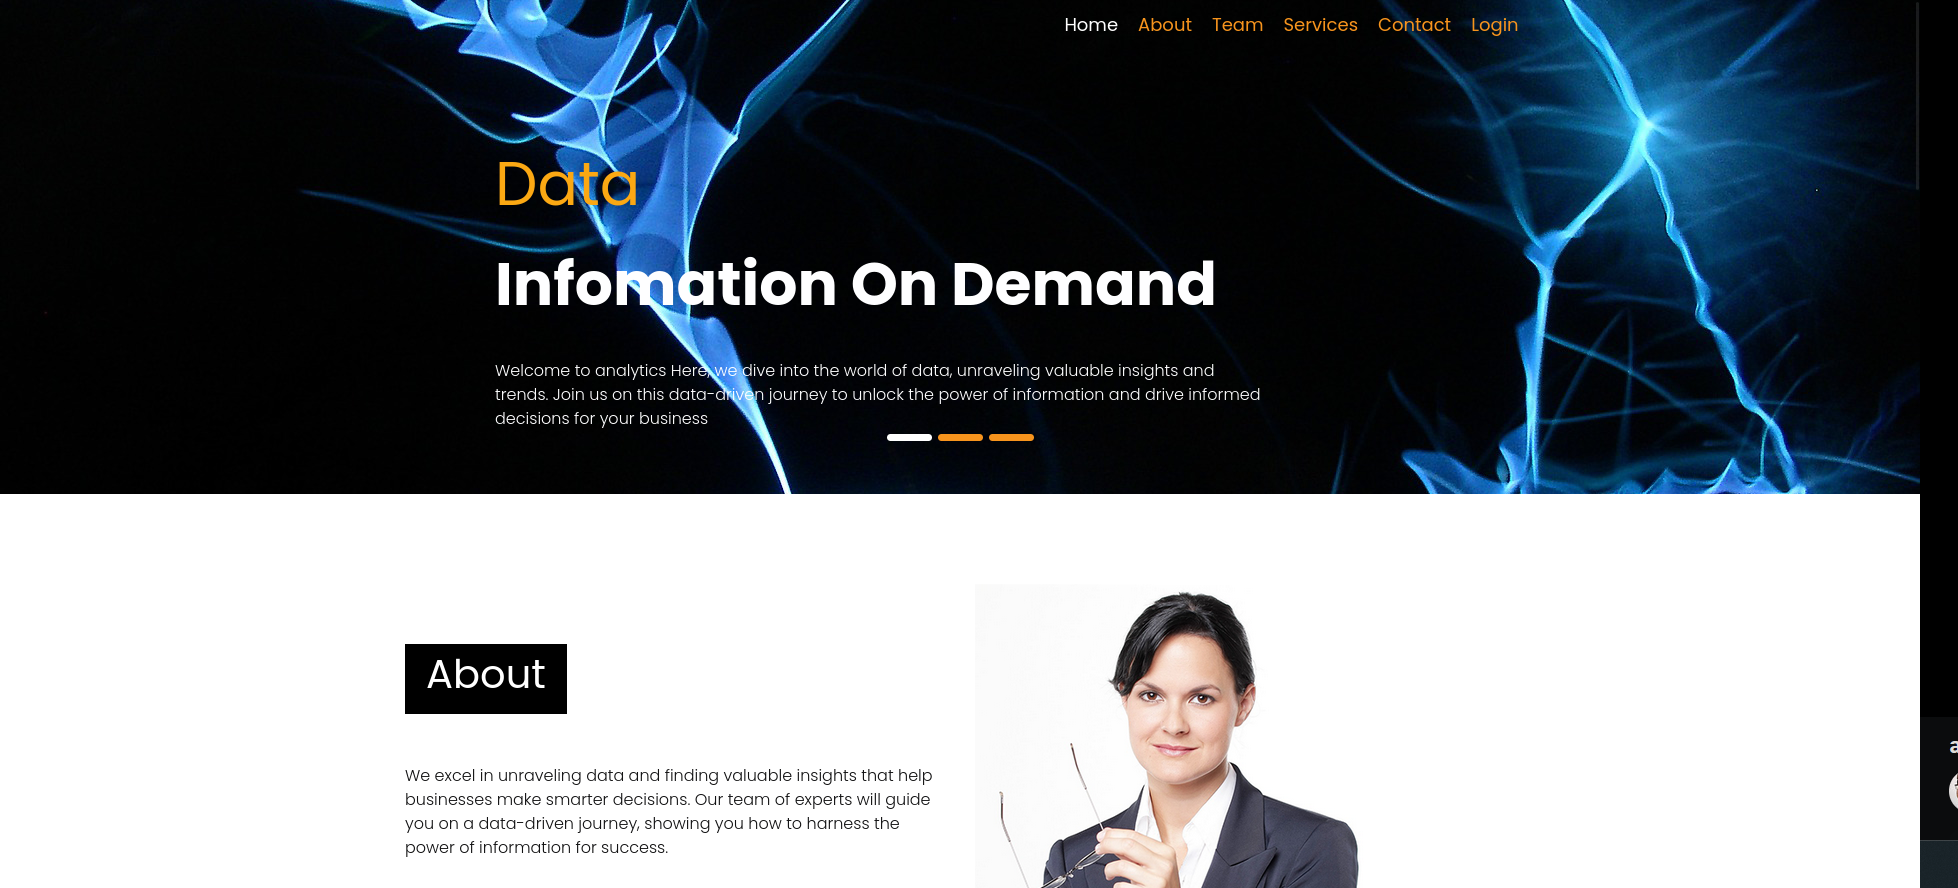 Home About Team Services Contact Login
Data
Infomation On Demand
Welcome to analytics Here, we dive into the world of data, unraveling valuable insights and
trends. Join us on this data-driven journey to unlock the power of information and drive informed
decisions for your business
About
We excel in unraveling data and finding valuable insights that help
businesses make smarter decisions. Our team of experts will guide
you on a data-driven journey, showing you how to harness the
power of information for success.